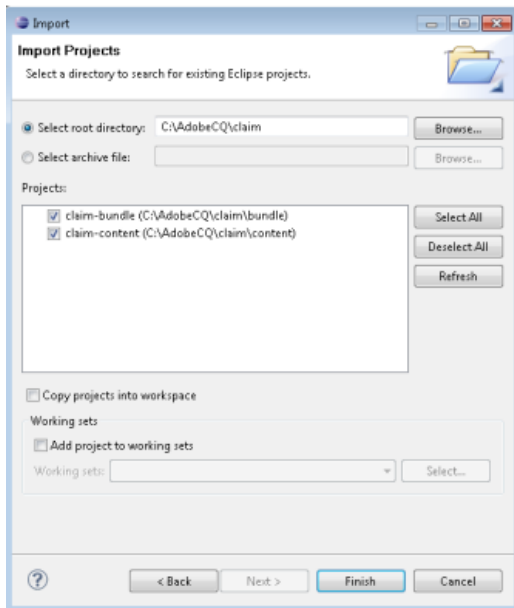 Import
Import Projects
Select a directory to search for existing Eclipse projects.
Select root directory: C:\AdobeCQ\claim Browse...
Select archive file: Browse...
Projects:
claim-bundle (C:\AdobeCQ\claim\bundle)
claim-content (C:\AdobeCQ\claim\content)
Select All
Deselect All
Refresh
Copy projects into workspace
Working sets
Add project to working sets
Working sets: Select...
< Back Next > Finish Cancel